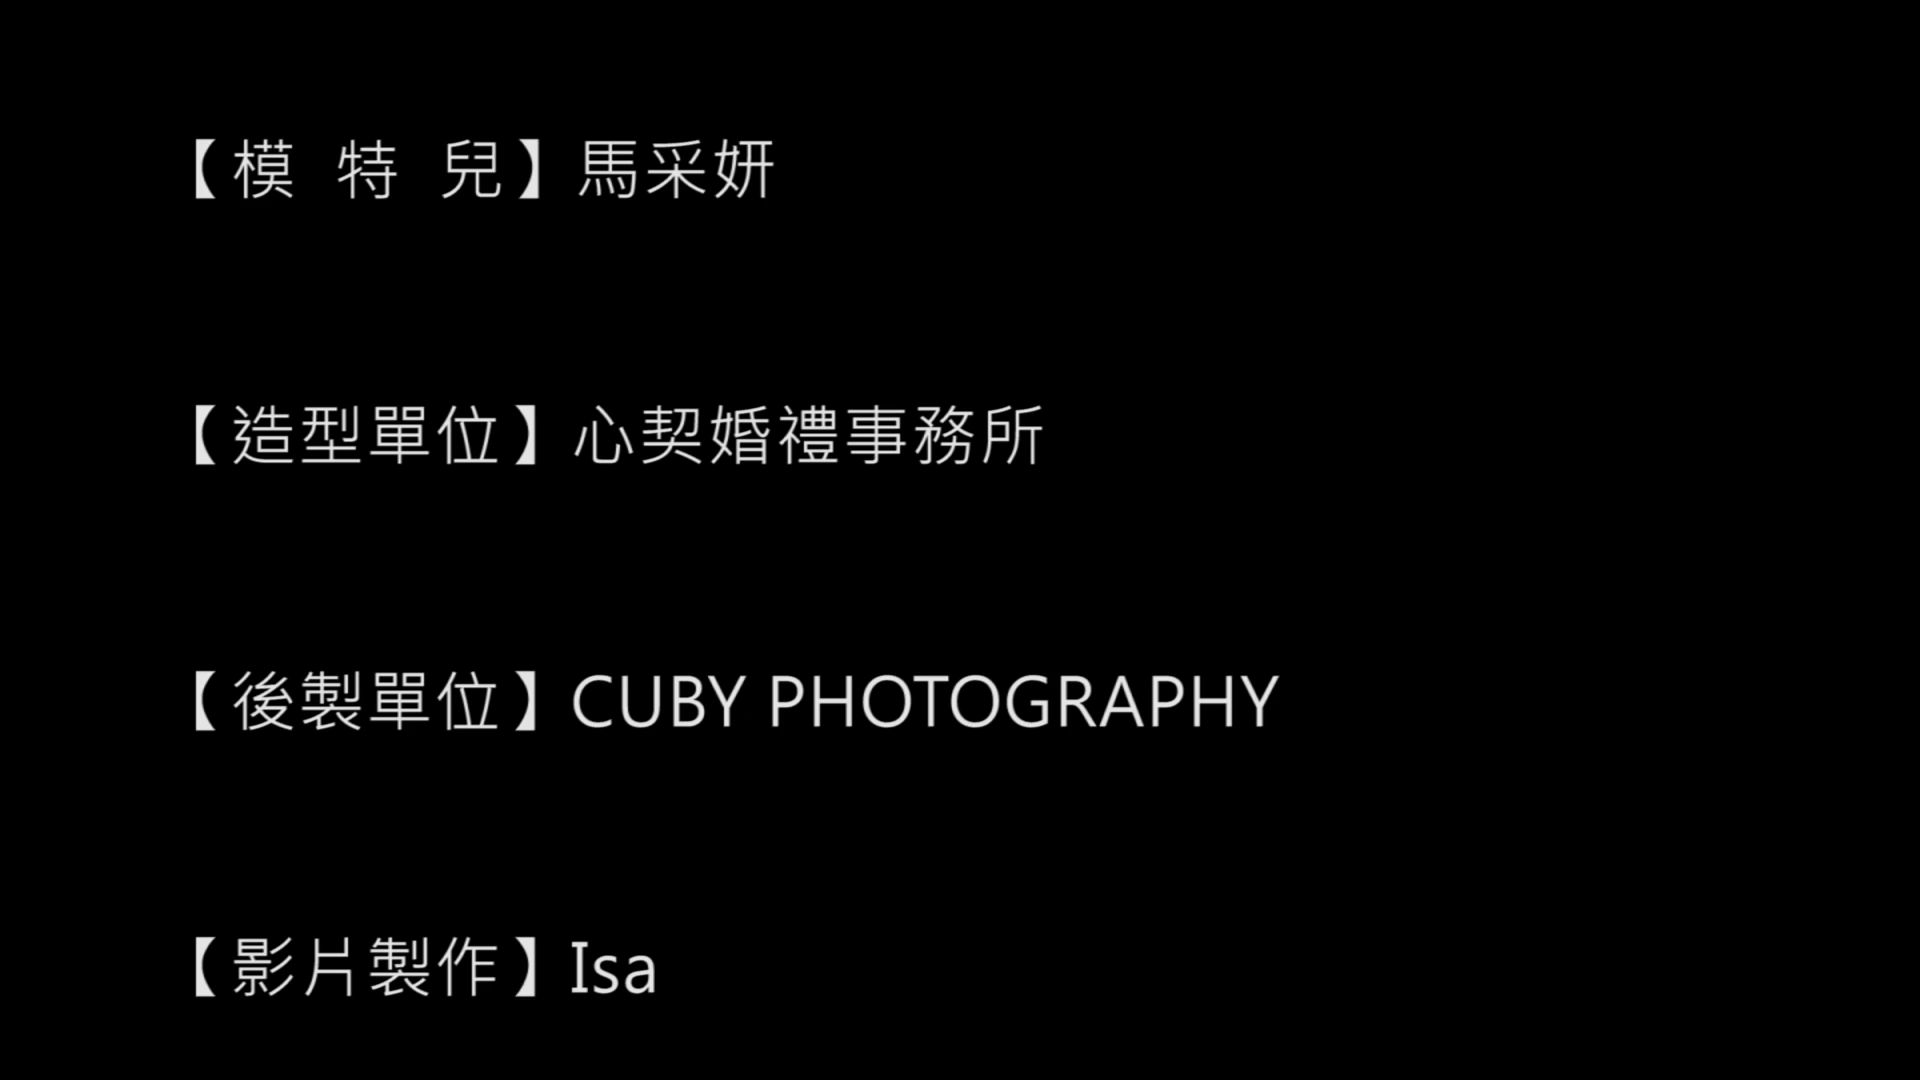 【模 特 兒】馬采妍
【造型單位】心契婚禮事務所
【後製單位】CUBY PHOTOGRAPHY
【影片製作】Isa